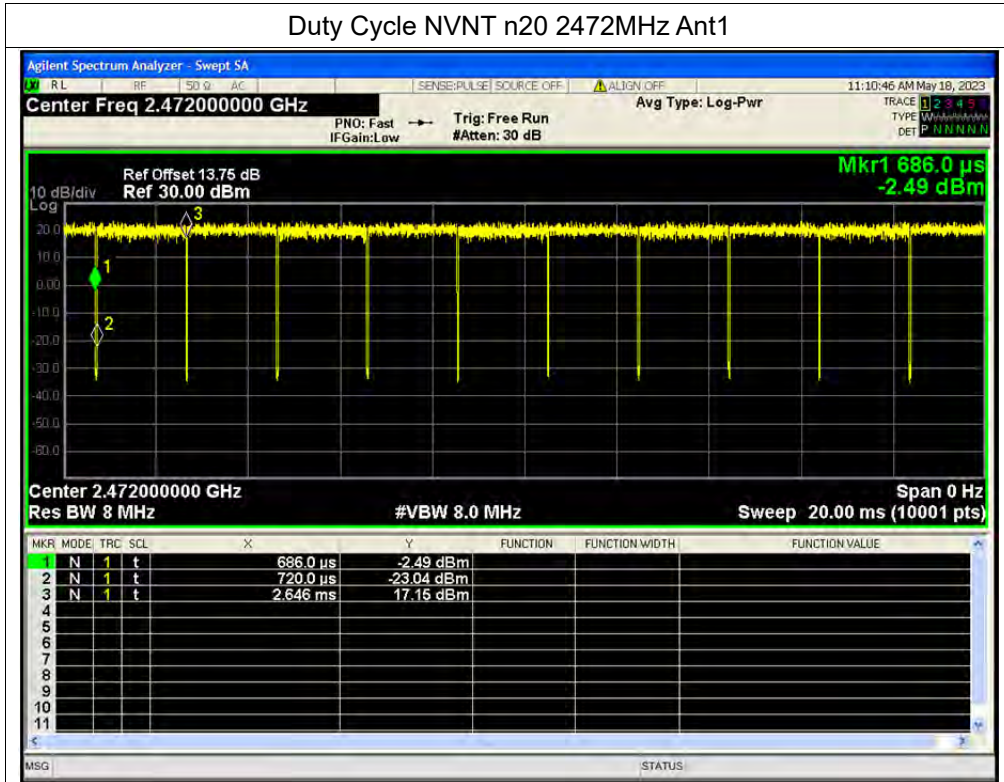 Duty Cycle NVNT n20 2472MHz Ant1
Agilent Spectrum Analyzer - Swept SA
LXI RL RF 50 Ω AC SENSE:PULSE SOURCE OFF ALIGN OFF 11:10:46 AM May 18, 2023
Center Freq 2.472000000 GHz Avg Type: Log-Pwr TRACE 1 2 3 4 5 6
PNO: Fast Trig: Free Run TYPE W
IFGain:Low #Atten: 30 dB DET P N N N N N
Mkr1 686.0 µs
-2.49 dBm
Ref Offset 13.75 dB
10 dB/div Ref 30.00 dBm
Log
3
20.0
10.0
1
0.00
-10.0
2
-20.0
-30.0
-40.0
-50.0
-60.0
Center 2.472000000 GHz Span 0 Hz
Res BW 8 MHz #VBW 8.0 MHz Sweep 20.00 ms (10001 pts)
MKR MODE TRC SCL X Y FUNCTION FUNCTION WIDTH FUNCTION VALUE
1 N 1 t 686.0 µs -2.49 dBm
2 N 1 t 720.0 µs -23.04 dBm
3 N 1 t 2.646 ms 17.15 dBm
4
5
6
7
8
9
10
11
MSG STATUS